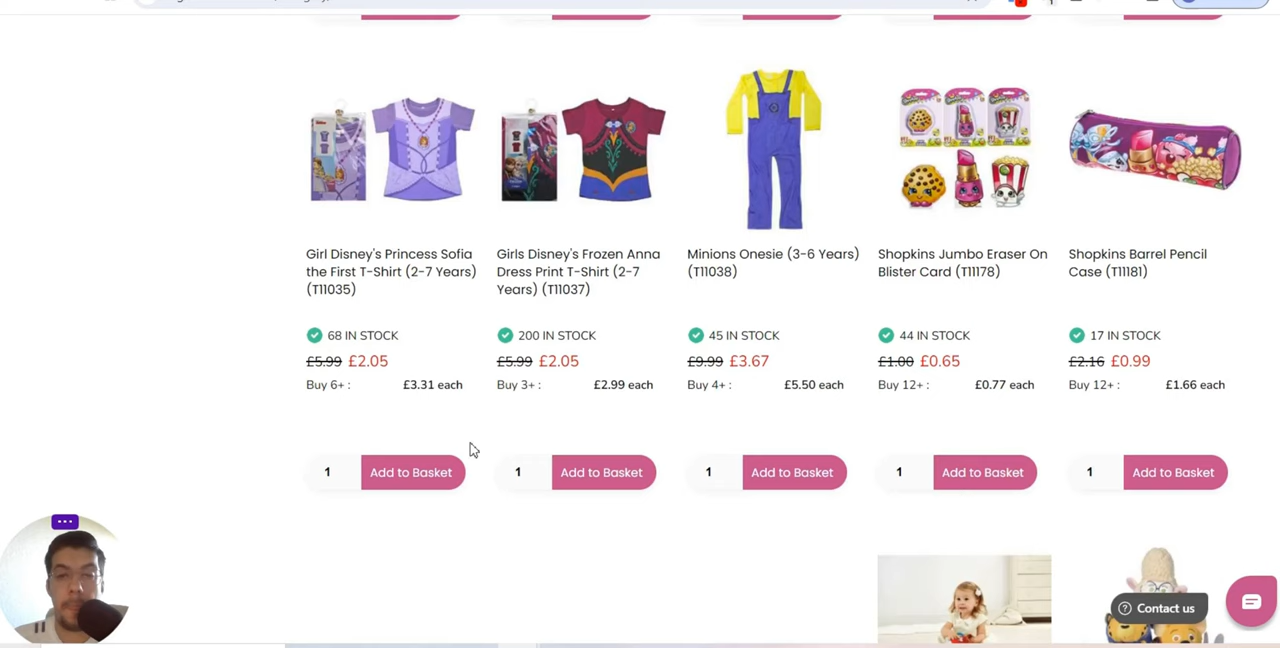 Girl Disney's Princess Sofia
the First T-Shirt (2-7 Years)
(T11035)
68 IN STOCK
£5.99 £2.05
Buy 6+ : £3.31 each
1 Add to Basket
Girls Disney's Frozen Anna
Dress Print T-Shirt (2-7
Years) (T11037)
200 IN STOCK
£5.99 £2.05
Buy 3+ : £2.99 each
1 Add to Basket
Minions Onesie (3-6 Years)
(T11038)
45 IN STOCK
£9.99 £3.67
Buy 4+ : £5.50 each
1 Add to Basket
Shopkins Jumbo Eraser On
Blister Card (T11178)
44 IN STOCK
£1.00 £0.65
Buy 12+ : £0.77 each
1 Add to Basket
Shopkins Barrel Pencil
Case (T11181)
17 IN STOCK
£2.16 £0.99
Buy 12+ : £1.66 each
1 Add to Basket
Contact us